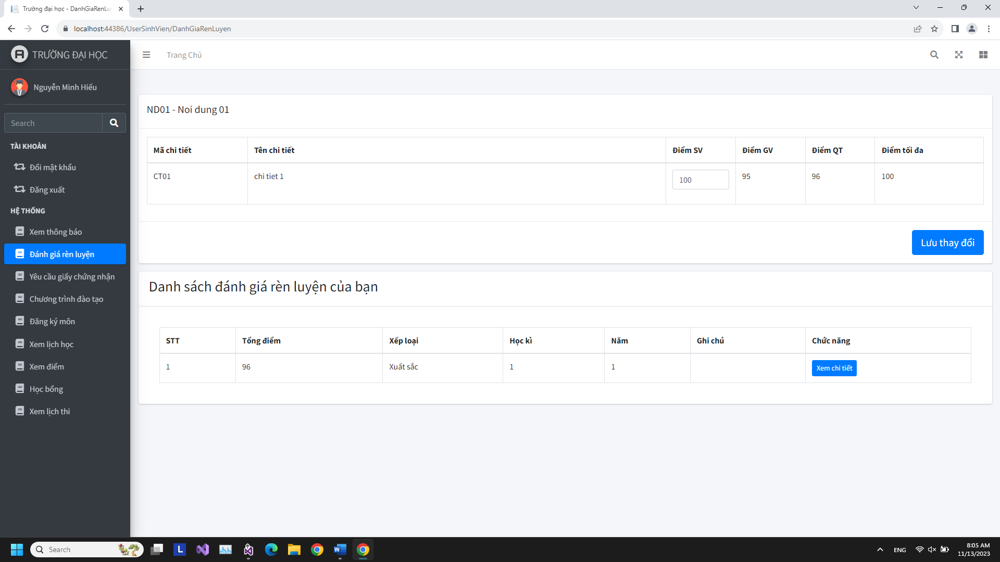 Trường đại học - DanhGiaRenLu
localhost:44386/UserSinhVien/DanhGiaRenLuyen
TRƯỜNG ĐẠI HỌC
Trang Chủ
Nguyễn Minh Hiếu
Search
TÀI KHOẢN
Đổi mật khẩu
Đăng xuất
HỆ THỐNG
Xem thông báo
Đánh giá rèn luyện
Yêu cầu giấy chứng nhận
Chương trình đào tạo
Đăng ký môn
Xem lịch học
Xem điểm
Học bổng
Xem lịch thi
ND01 - Noi dung 01
Mã chi tiết Tên chi tiết Điểm SV Điểm GV Điểm QT Điểm tối đa
CT01 chi tiet 1 100 95 96 100
Lưu thay đổi
Danh sách đánh giá rèn luyện của bạn
STT Tổng điểm Xếp loại Học kì Năm Ghi chú Chức năng
1 96 Xuất sắc 1 1 Xem chi tiết
Search
L
W
ENG
8:05 AM
11/13/2023